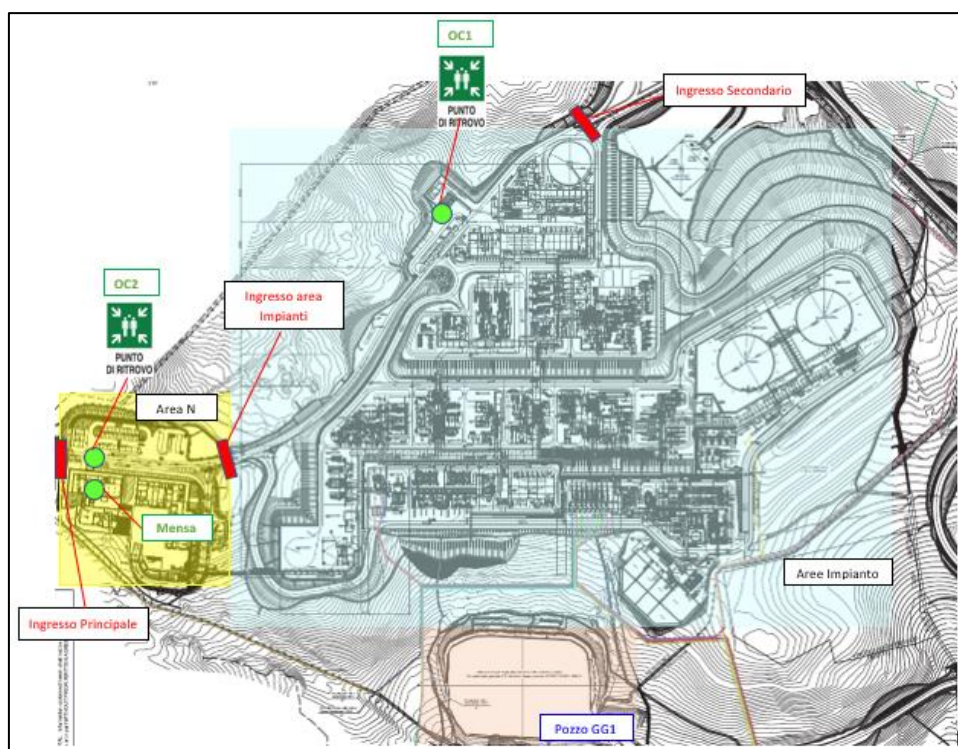 OC1
PUNTO
DI RITROVO
Ingresso Secondario
OC2
PUNTO
DI RITROVO
Ingresso area
Impianti
Area N
Mensa
Ingresso Principale
Aree Impianto
Pozzo GG1